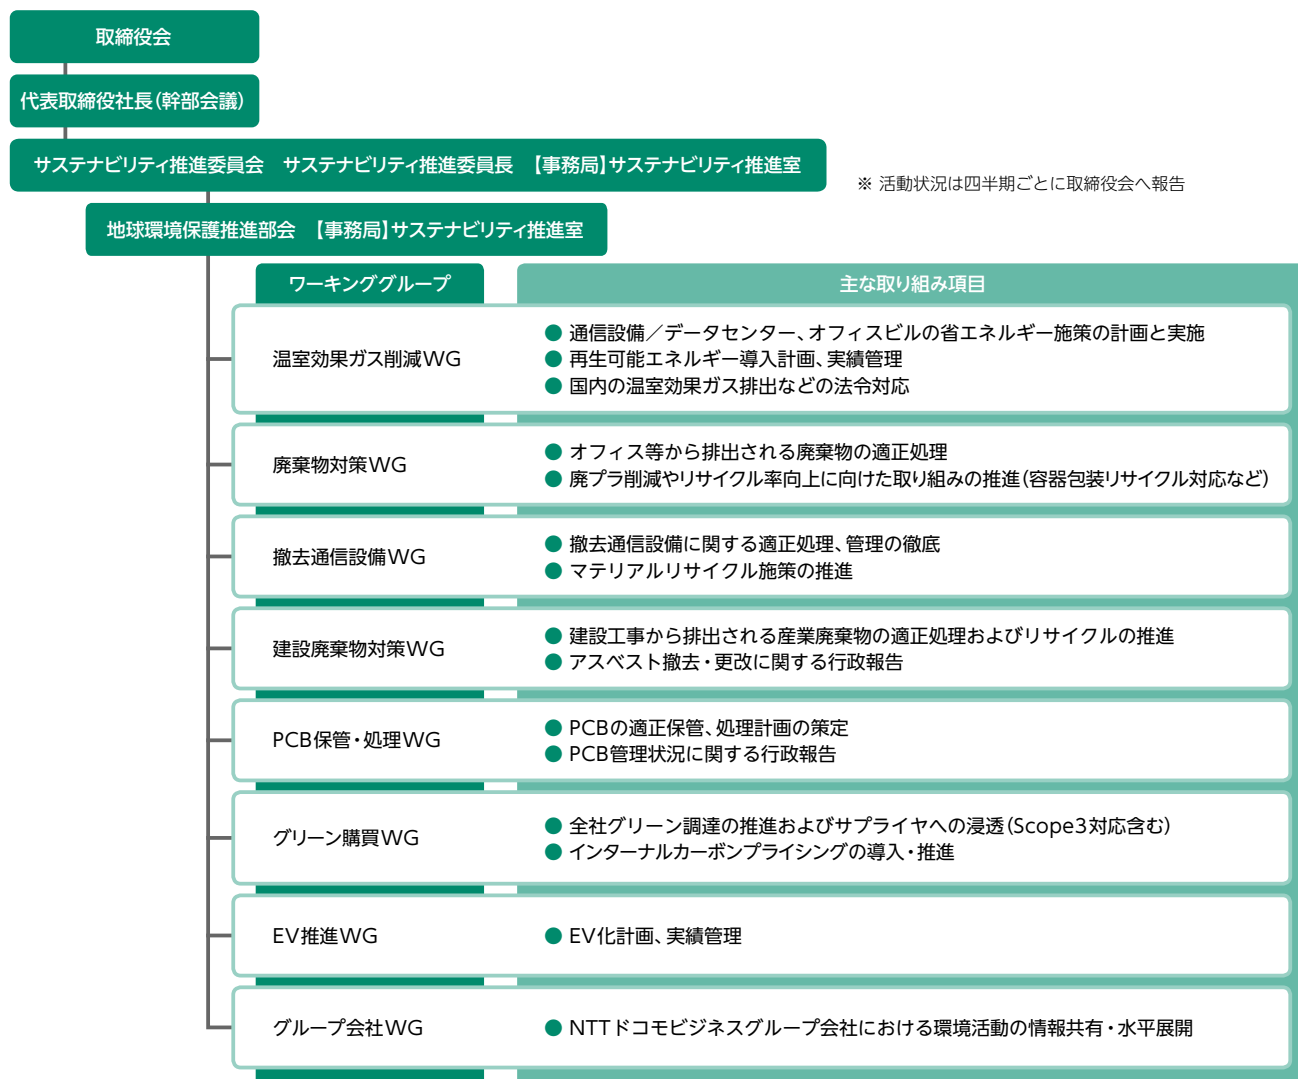 取締役会
代表取締役社長(幹部会議)
サステナビリティ推進委員会 サステナビリティ推進委員長 【事務局】サステナビリティ推進室
※ 活動状況は四半期ごとに取締役会へ報告
地球環境保護推進部会 【事務局】サステナビリティ推進室
ワーキンググループ
主な取り組み項目
温室効果ガス削減WG
● 通信設備/データセンター、オフィスビルの省エネルギー施策の計画と実施
● 再生可能エネルギー導入計画、実績管理
● 国内の温室効果ガス排出などの法令対応
廃棄物対策WG
● オフィス等から排出される廃棄物の適正処理
● 廃プラ削減やリサイクル率向上に向けた取り組みの推進(容器包装リサイクル対応など)
撤去通信設備WG
● 撤去通信設備に関する適正処理、管理の徹底
● マテリアルリサイクル施策の推進
建設廃棄物対策WG
● 建設工事から排出される産業廃棄物の適正処理およびリサイクルの推進
● アスベスト撤去・更改に関する行政報告
PCB保管・処理WG
● PCBの適正保管、処理計画の策定
● PCB管理状況に関する行政報告
グリーン購買WG
● 全社グリーン調達の推進およびサプライヤへの浸透(Scope3対応含む)
● インターナルカーボンプライシングの導入・推進
EV推進WG
● EV化計画、実績管理
グループ会社WG
● NTTドコモビジネスグループ会社における環境活動の情報共有・水平展開